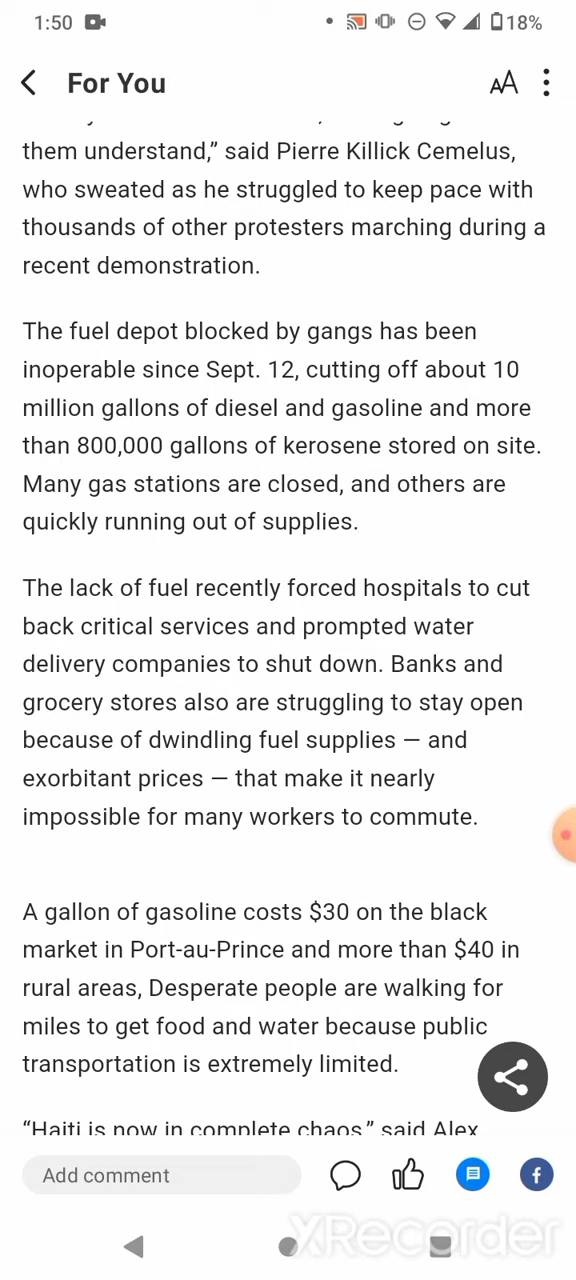 1:50
18%
For You
them understand,” said Pierre Killick Cemelus,
who sweated as he struggled to keep pace with
thousands of other protesters marching during a
recent demonstration.
The fuel depot blocked by gangs has been
inoperable since Sept. 12, cutting off about 10
million gallons of diesel and gasoline and more
than 800,000 gallons of kerosene stored on site.
Many gas stations are closed, and others are
quickly running out of supplies.
The lack of fuel recently forced hospitals to cut
back critical services and prompted water
delivery companies to shut down. Banks and
grocery stores also are struggling to stay open
because of dwindling fuel supplies — and
exorbitant prices — that make it nearly
impossible for many workers to commute.
A gallon of gasoline costs $30 on the black
market in Port-au-Prince and more than $40 in
rural areas, Desperate people are walking for
miles to get food and water because public
transportation is extremely limited.
“Haiti is now in complete chaos,” said Alex
Add comment
XRecorder